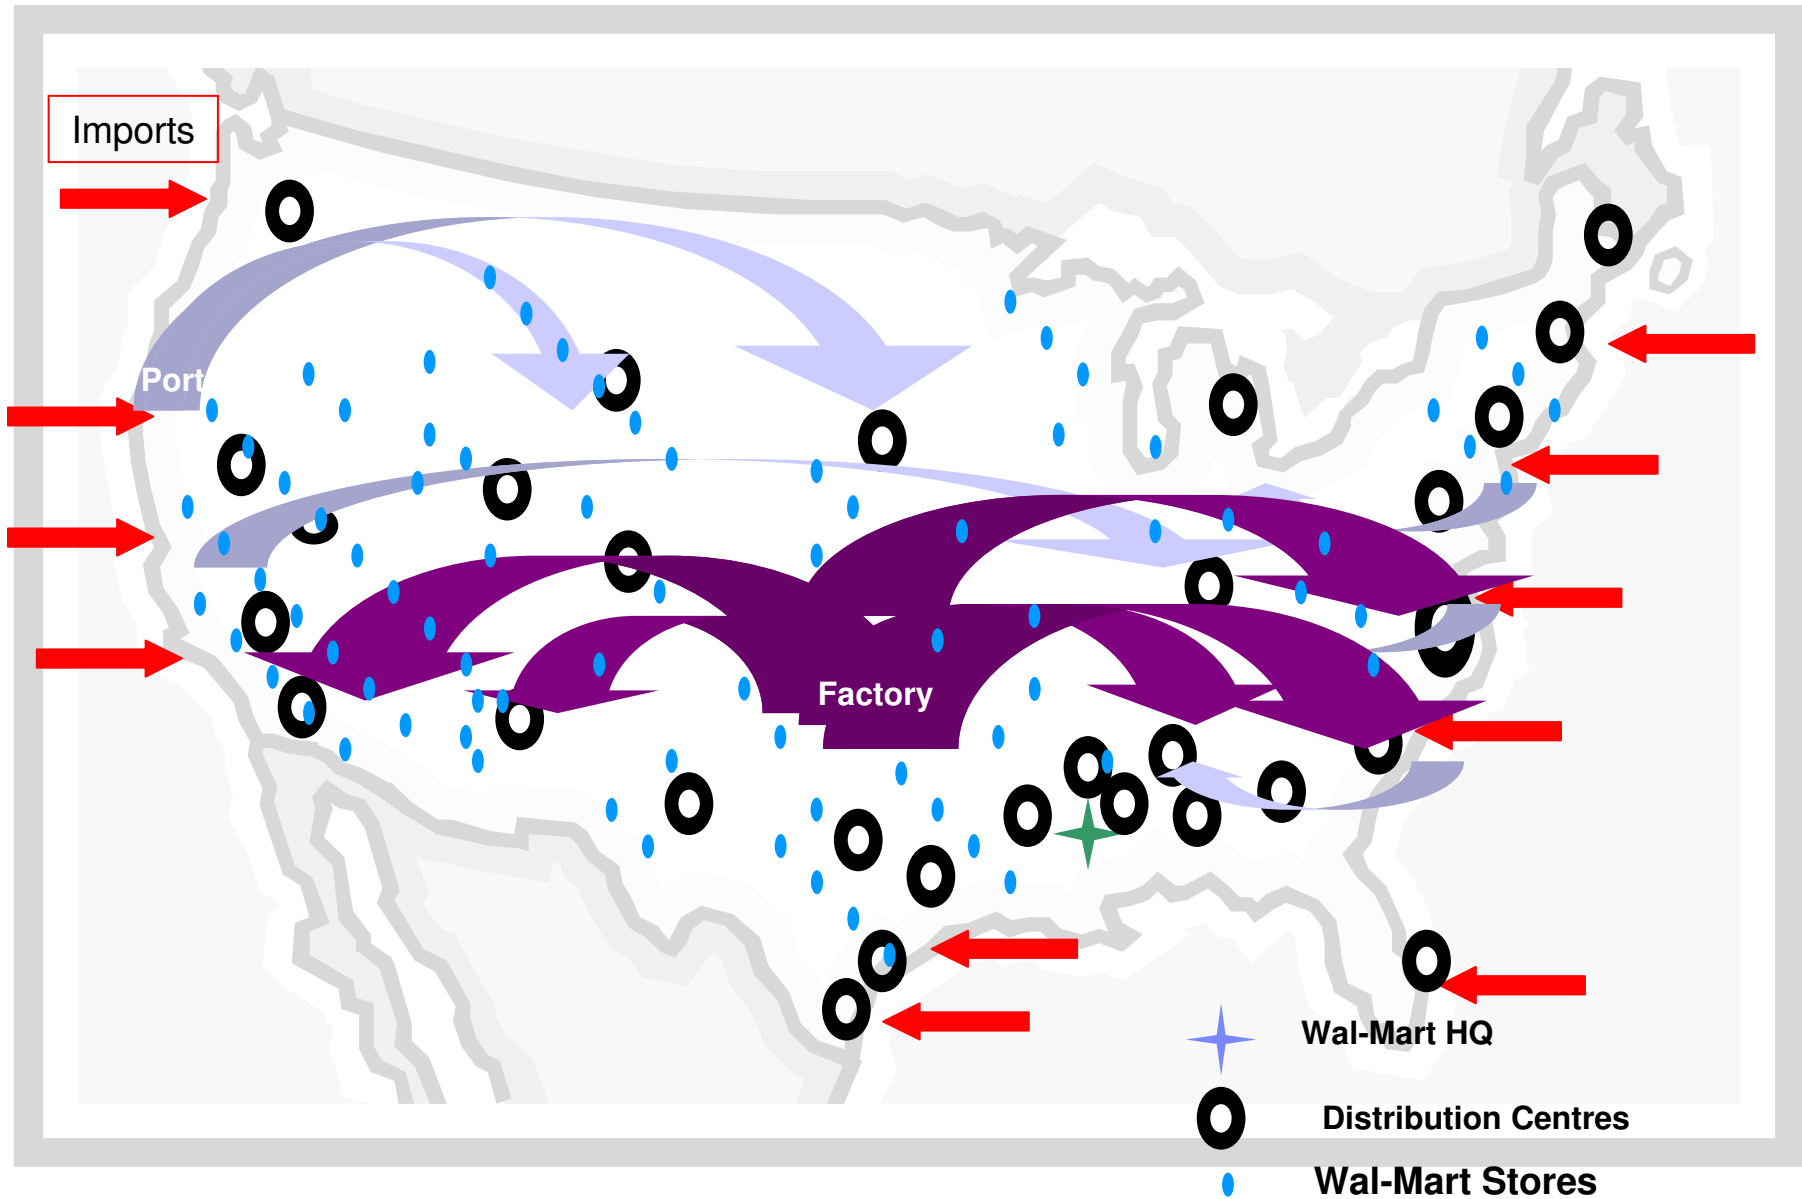 Imports
Port
Factory
Wal-Mart HQ
Distribution Centres
Wal-Mart Stores